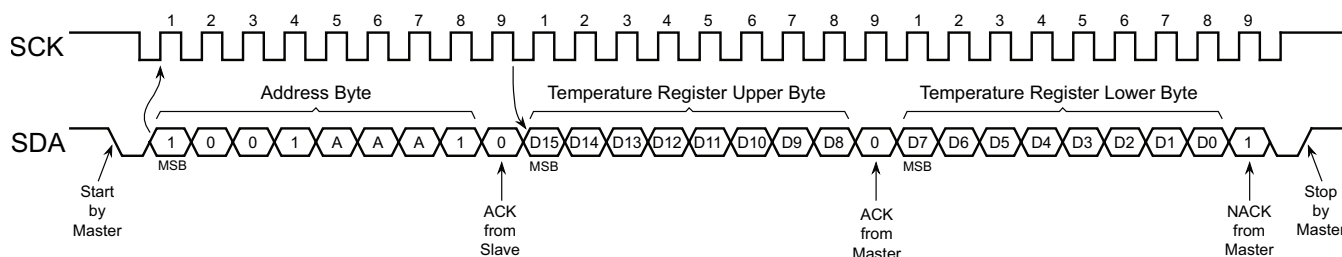 1 2 3 4 5 6 7 8 9 1 2 3 4 5 6 7 8 9 1 2 3 4 5 6 7 8 9
SCK
Address Byte Temperature Register Upper Byte Temperature Register Lower Byte
SDA 1 0 0 1 A A A 1 0 D15 D14 D13 D12 D11 D10 D9 D8 0 D7 D6 D5 D4 D3 D2 D1 D0 1
MSB MSB MSB
Start
by
Master
ACK
from
Slave
ACK
from
Master
NACK
from
Master
Stop
by
Master